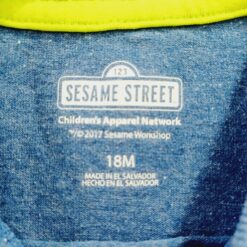 123
SESAME STREET
Children's Apparel Network
™/© 2017 Sesame Workshop
18M
MADE IN EL SALVADOR
HECHO EN EL SALVADOR